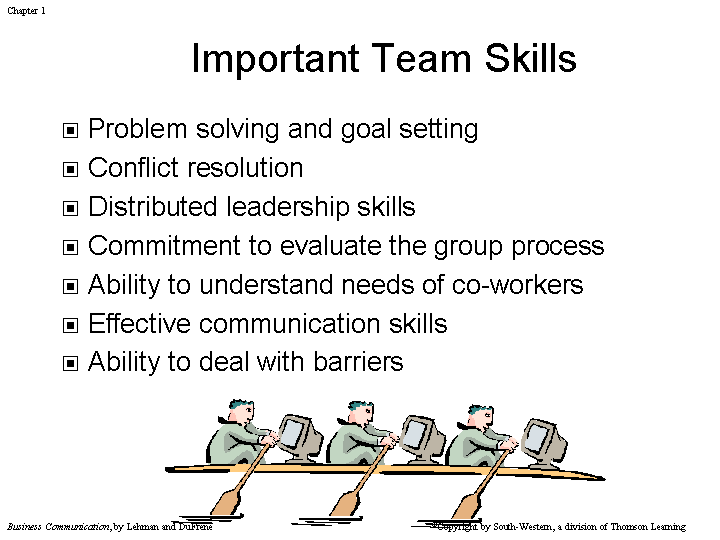 Chapter 1
Important Team Skills
Problem solving and goal setting
Conflict resolution
Distributed leadership skills
Commitment to evaluate the group process
Ability to understand needs of co-workers
Effective communication skills
Ability to deal with barriers
Business Communication, by Lehman and DuFrene
©Copyright by South-Western, a division of Thomson Learning